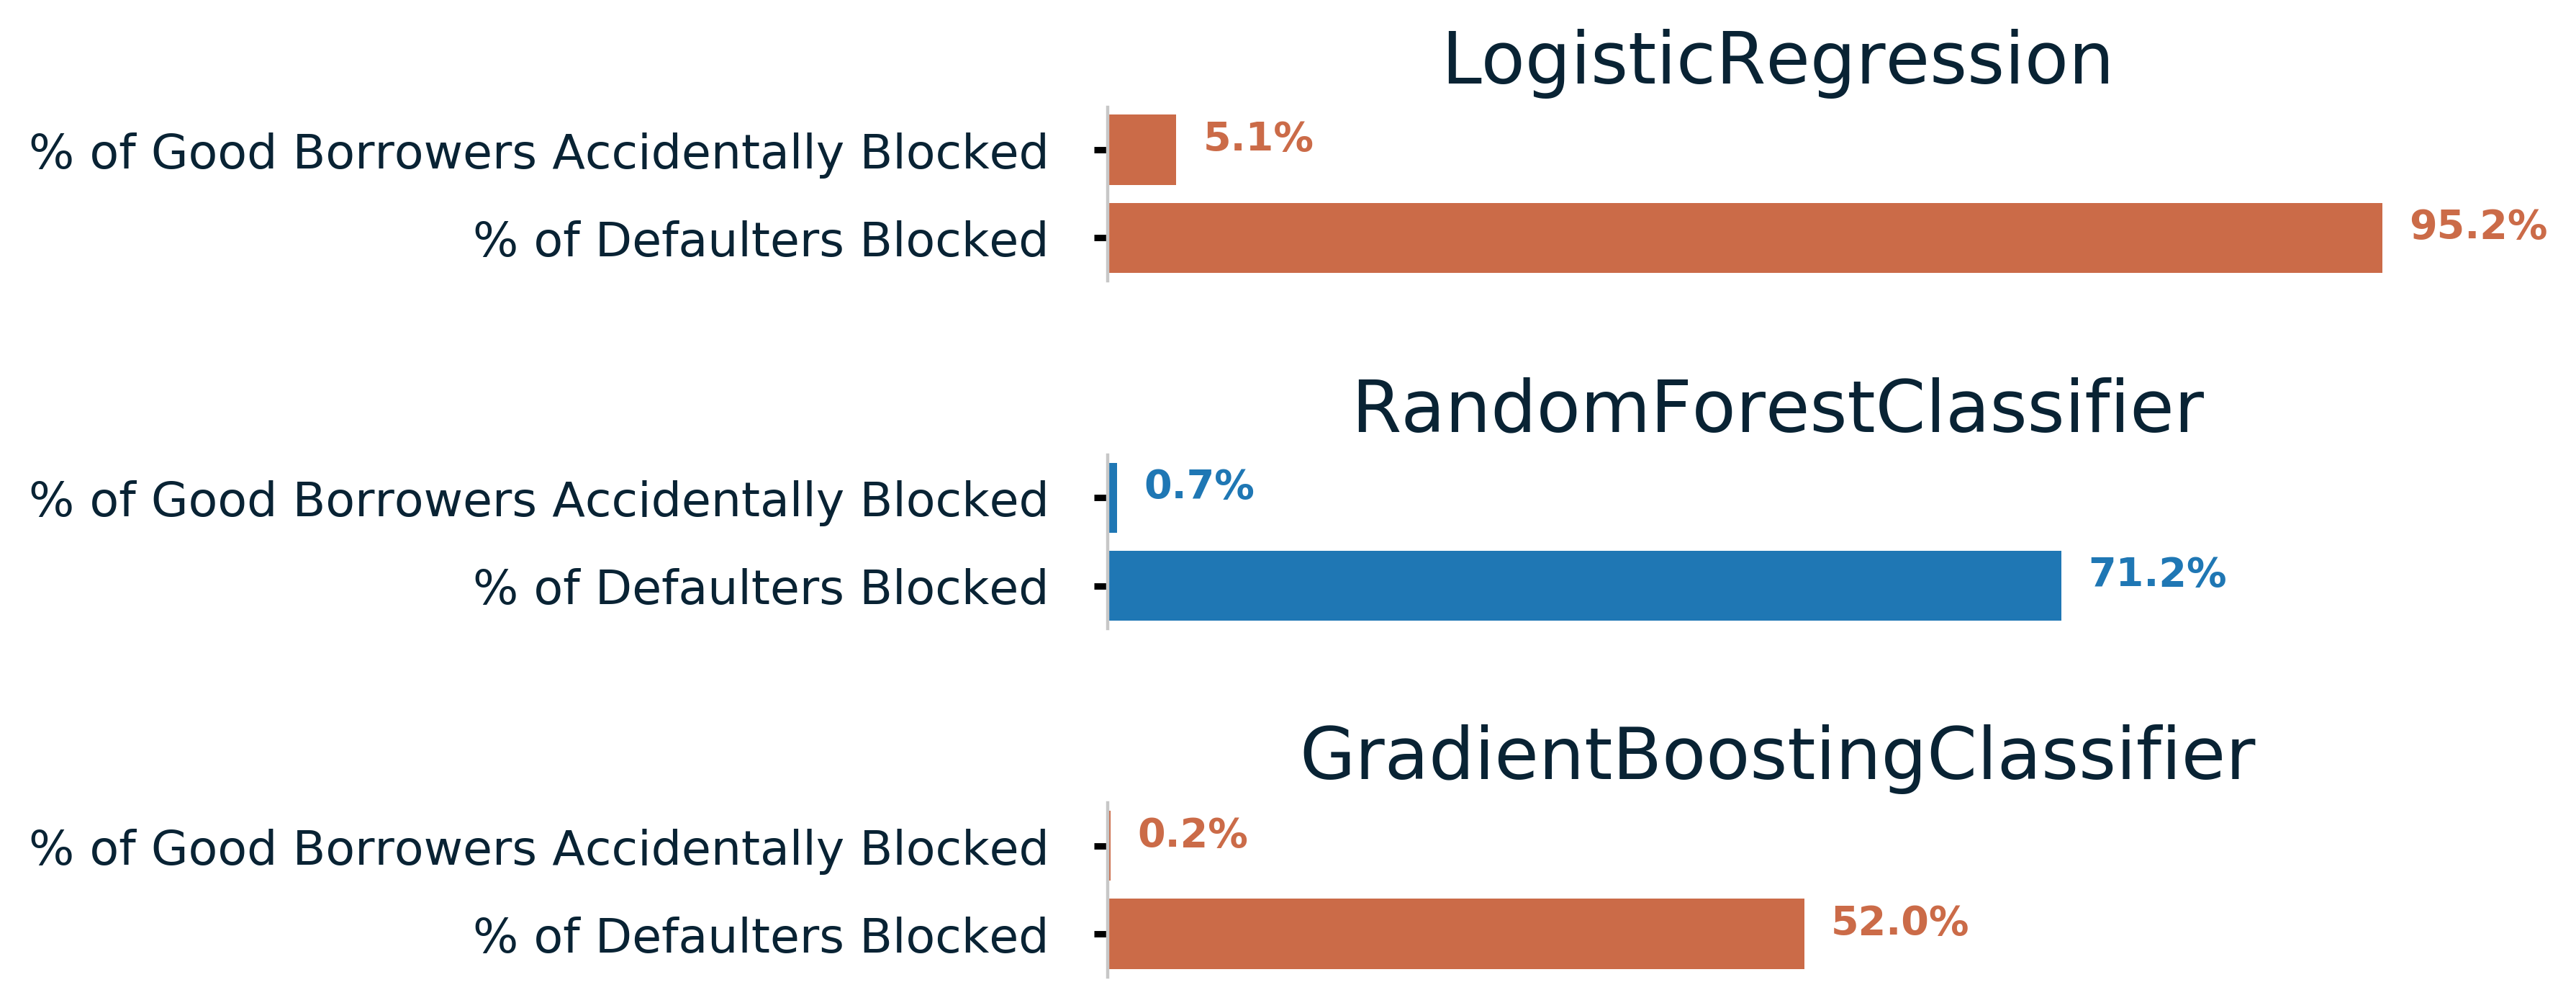 LogisticRegression
% of Good Borrowers Accidentally Blocked 5.1%
% of Defaulters Blocked 95.2%
RandomForestClassifier
% of Good Borrowers Accidentally Blocked 0.7%
% of Defaulters Blocked 71.2%
GradientBoostingClassifier
% of Good Borrowers Accidentally Blocked 0.2%
% of Defaulters Blocked 52.0%